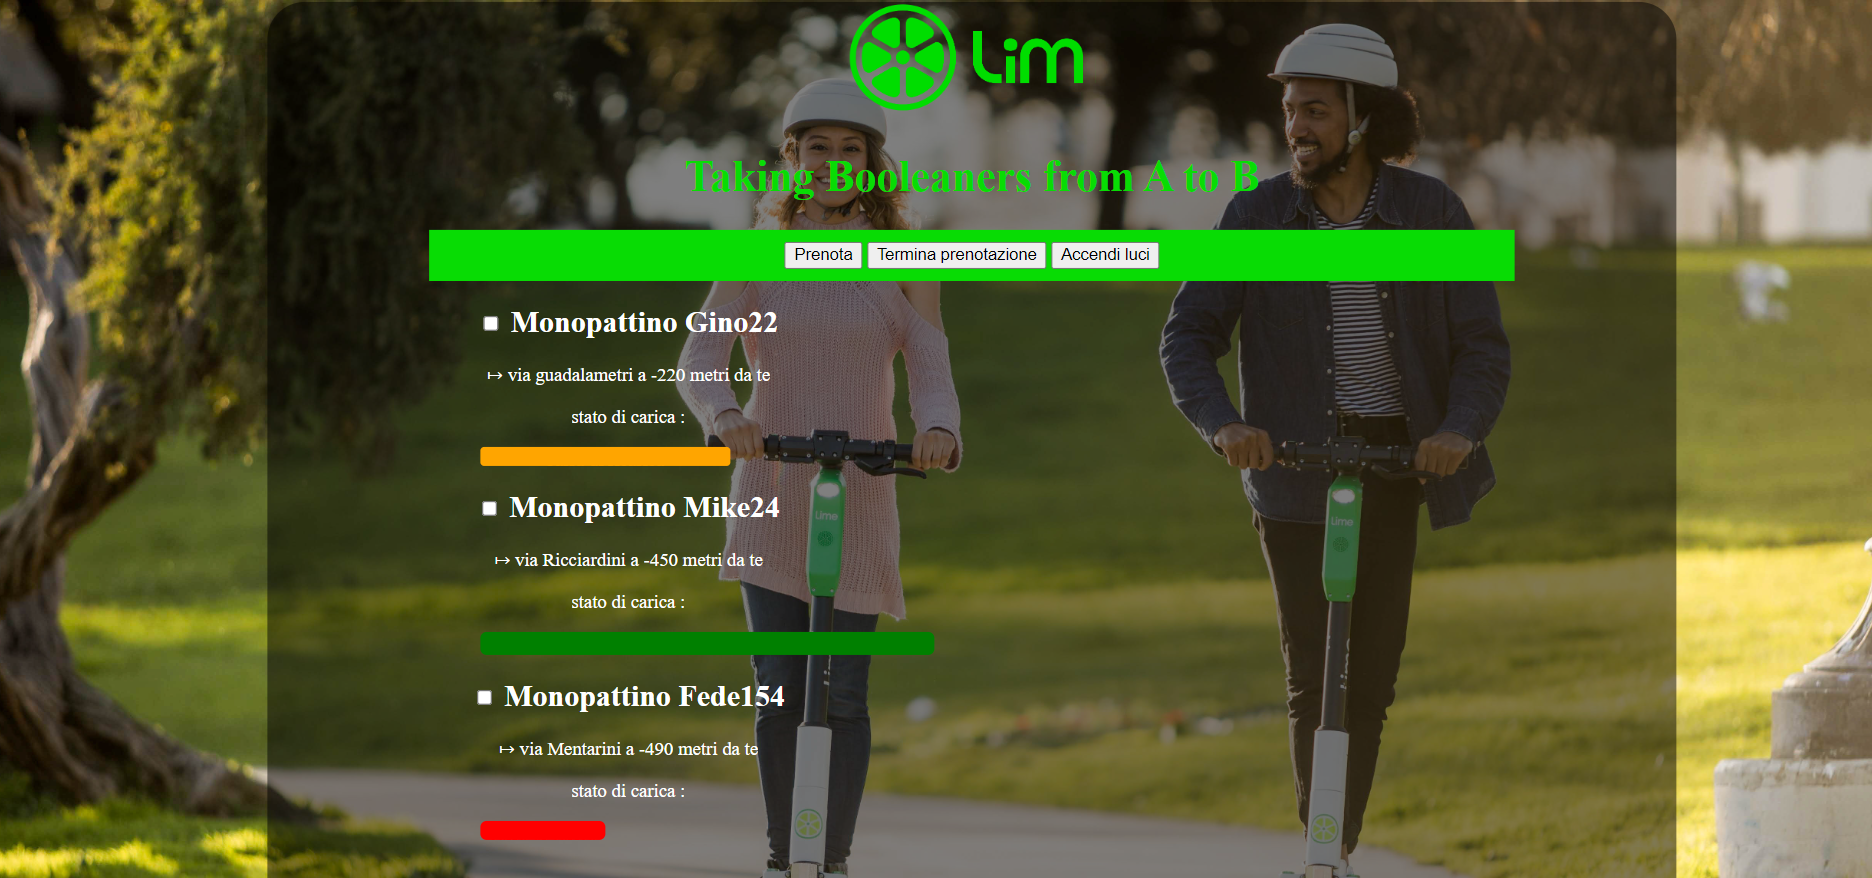 Lim
Taking Booleaners from A to B
Prenota Termina prenotazione Accendi luci
Monopattino Gino22
↦ via guadalametri a -220 metri da te
stato di carica :
Monopattino Mike24
↦ via Ricciardini a -450 metri da te
stato di carica :
Monopattino Fede154
↦ via Mentarini a -490 metri da te
stato di carica :
Lime
Lime